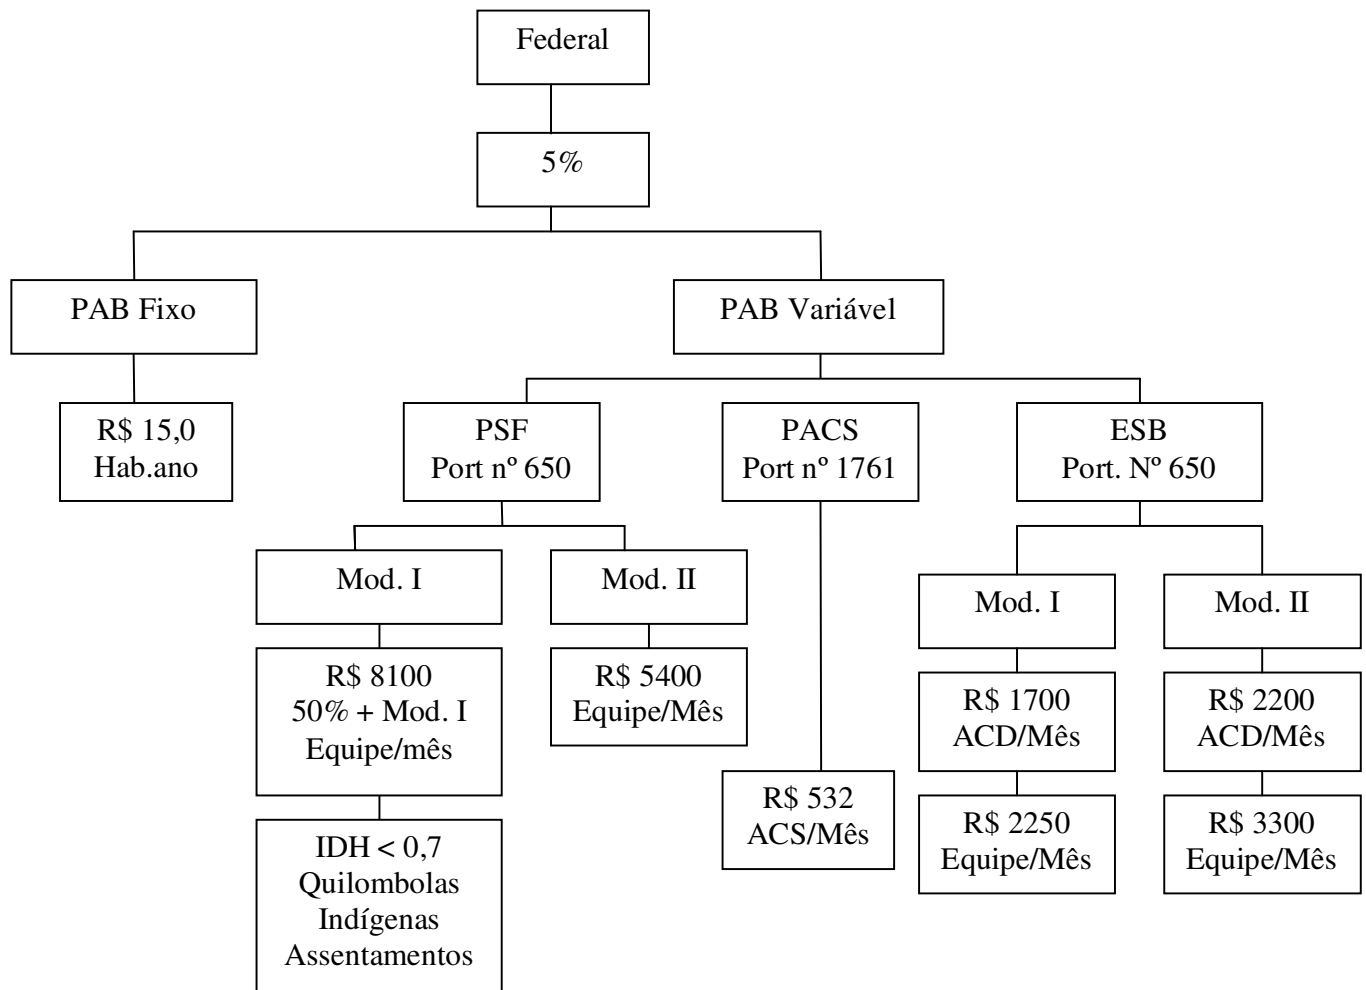 Federal
5%
PAB Fixo
PAB Variável
R$ 15,0
Hab.ano
PSF
Port nº 650
PACS
Port nº 1761
ESB
Port. Nº 650
Mod. I
Mod. II
Mod. I
Mod. II
R$ 8100
50% + Mod. I
Equipe/mês
R$ 5400
Equipe/Mês
R$ 1700
ACD/Mês
R$ 2200
ACD/Mês
R$ 532
ACS/Mês
R$ 2250
Equipe/Mês
R$ 3300
Equipe/Mês
IDH < 0,7
Quilombolas
Indígenas
Assentamentos